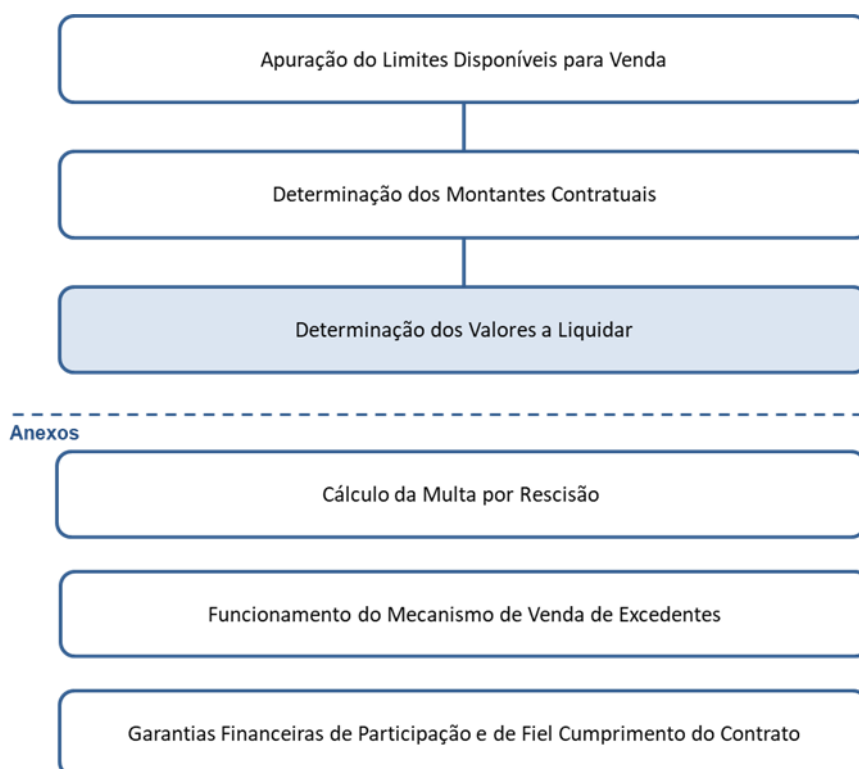 Apuração do Limites Disponíveis para Venda
Determinação dos Montantes Contratuais
Determinação dos Valores a Liquidar
Anexos
Cálculo da Multa por Rescisão
Funcionamento do Mecanismo de Venda de Excedentes
Garantias Financeiras de Participação e de Fiel Cumprimento do Contrato